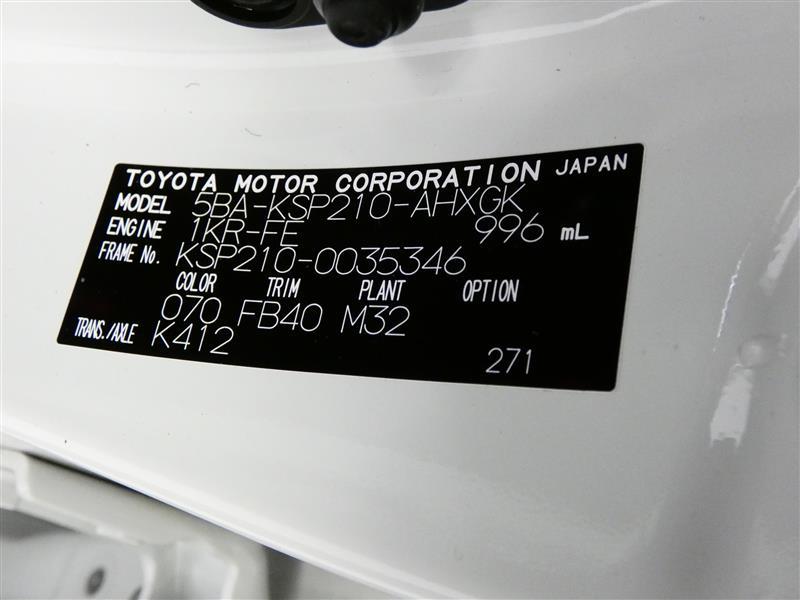 TOYOTA MOTOR CORPORATION JAPAN
MODEL 5BA-KSP210-AHXGK
ENGINE 1KR-FE 996 mL
FRAME No. KSP210-0035346
COLOR TRIM PLANT OPTION
070 FB40 M32
TRANS./AXLE K412
271